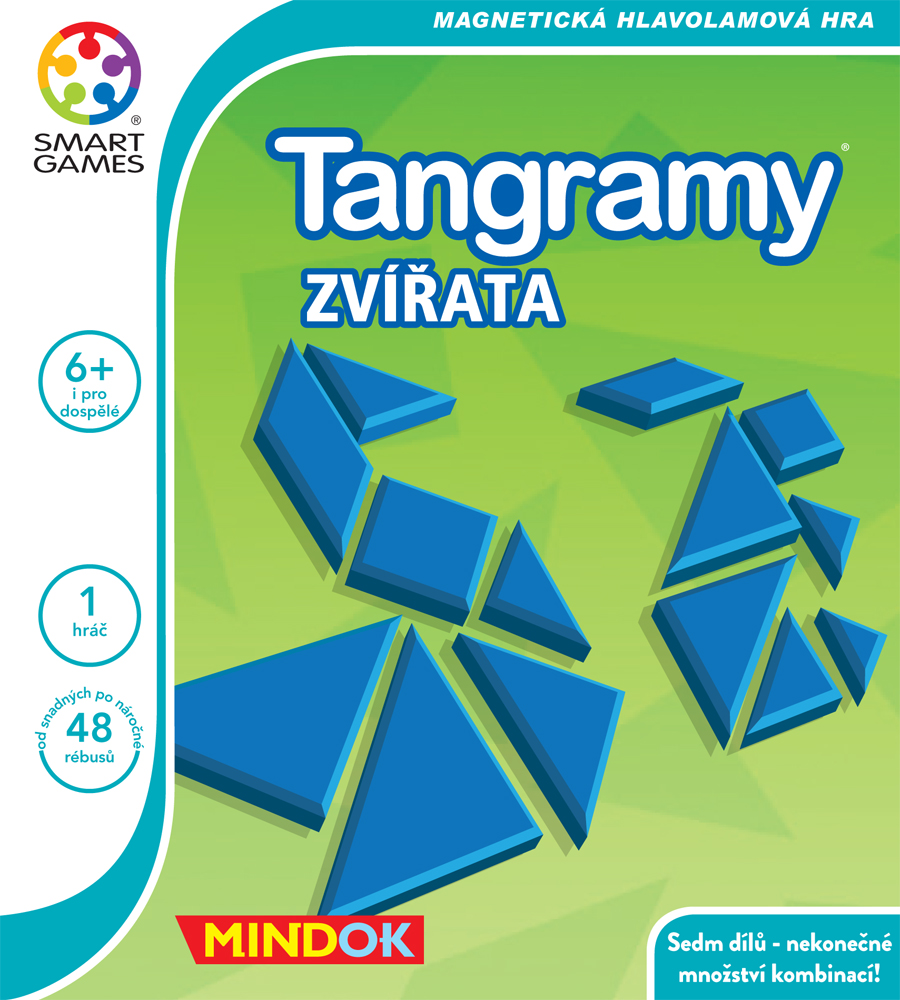 MAGNETICKÁ HLAVOLAMOVÁ HRA
SMART
GAMES
®
Tangramy®
ZVÍŘATA
6+
i pro
dospělé
1
hráč
od snadných po náročné
48
rébusů
MINDOK
Sedm dílů - nekonečné
množství kombinací!